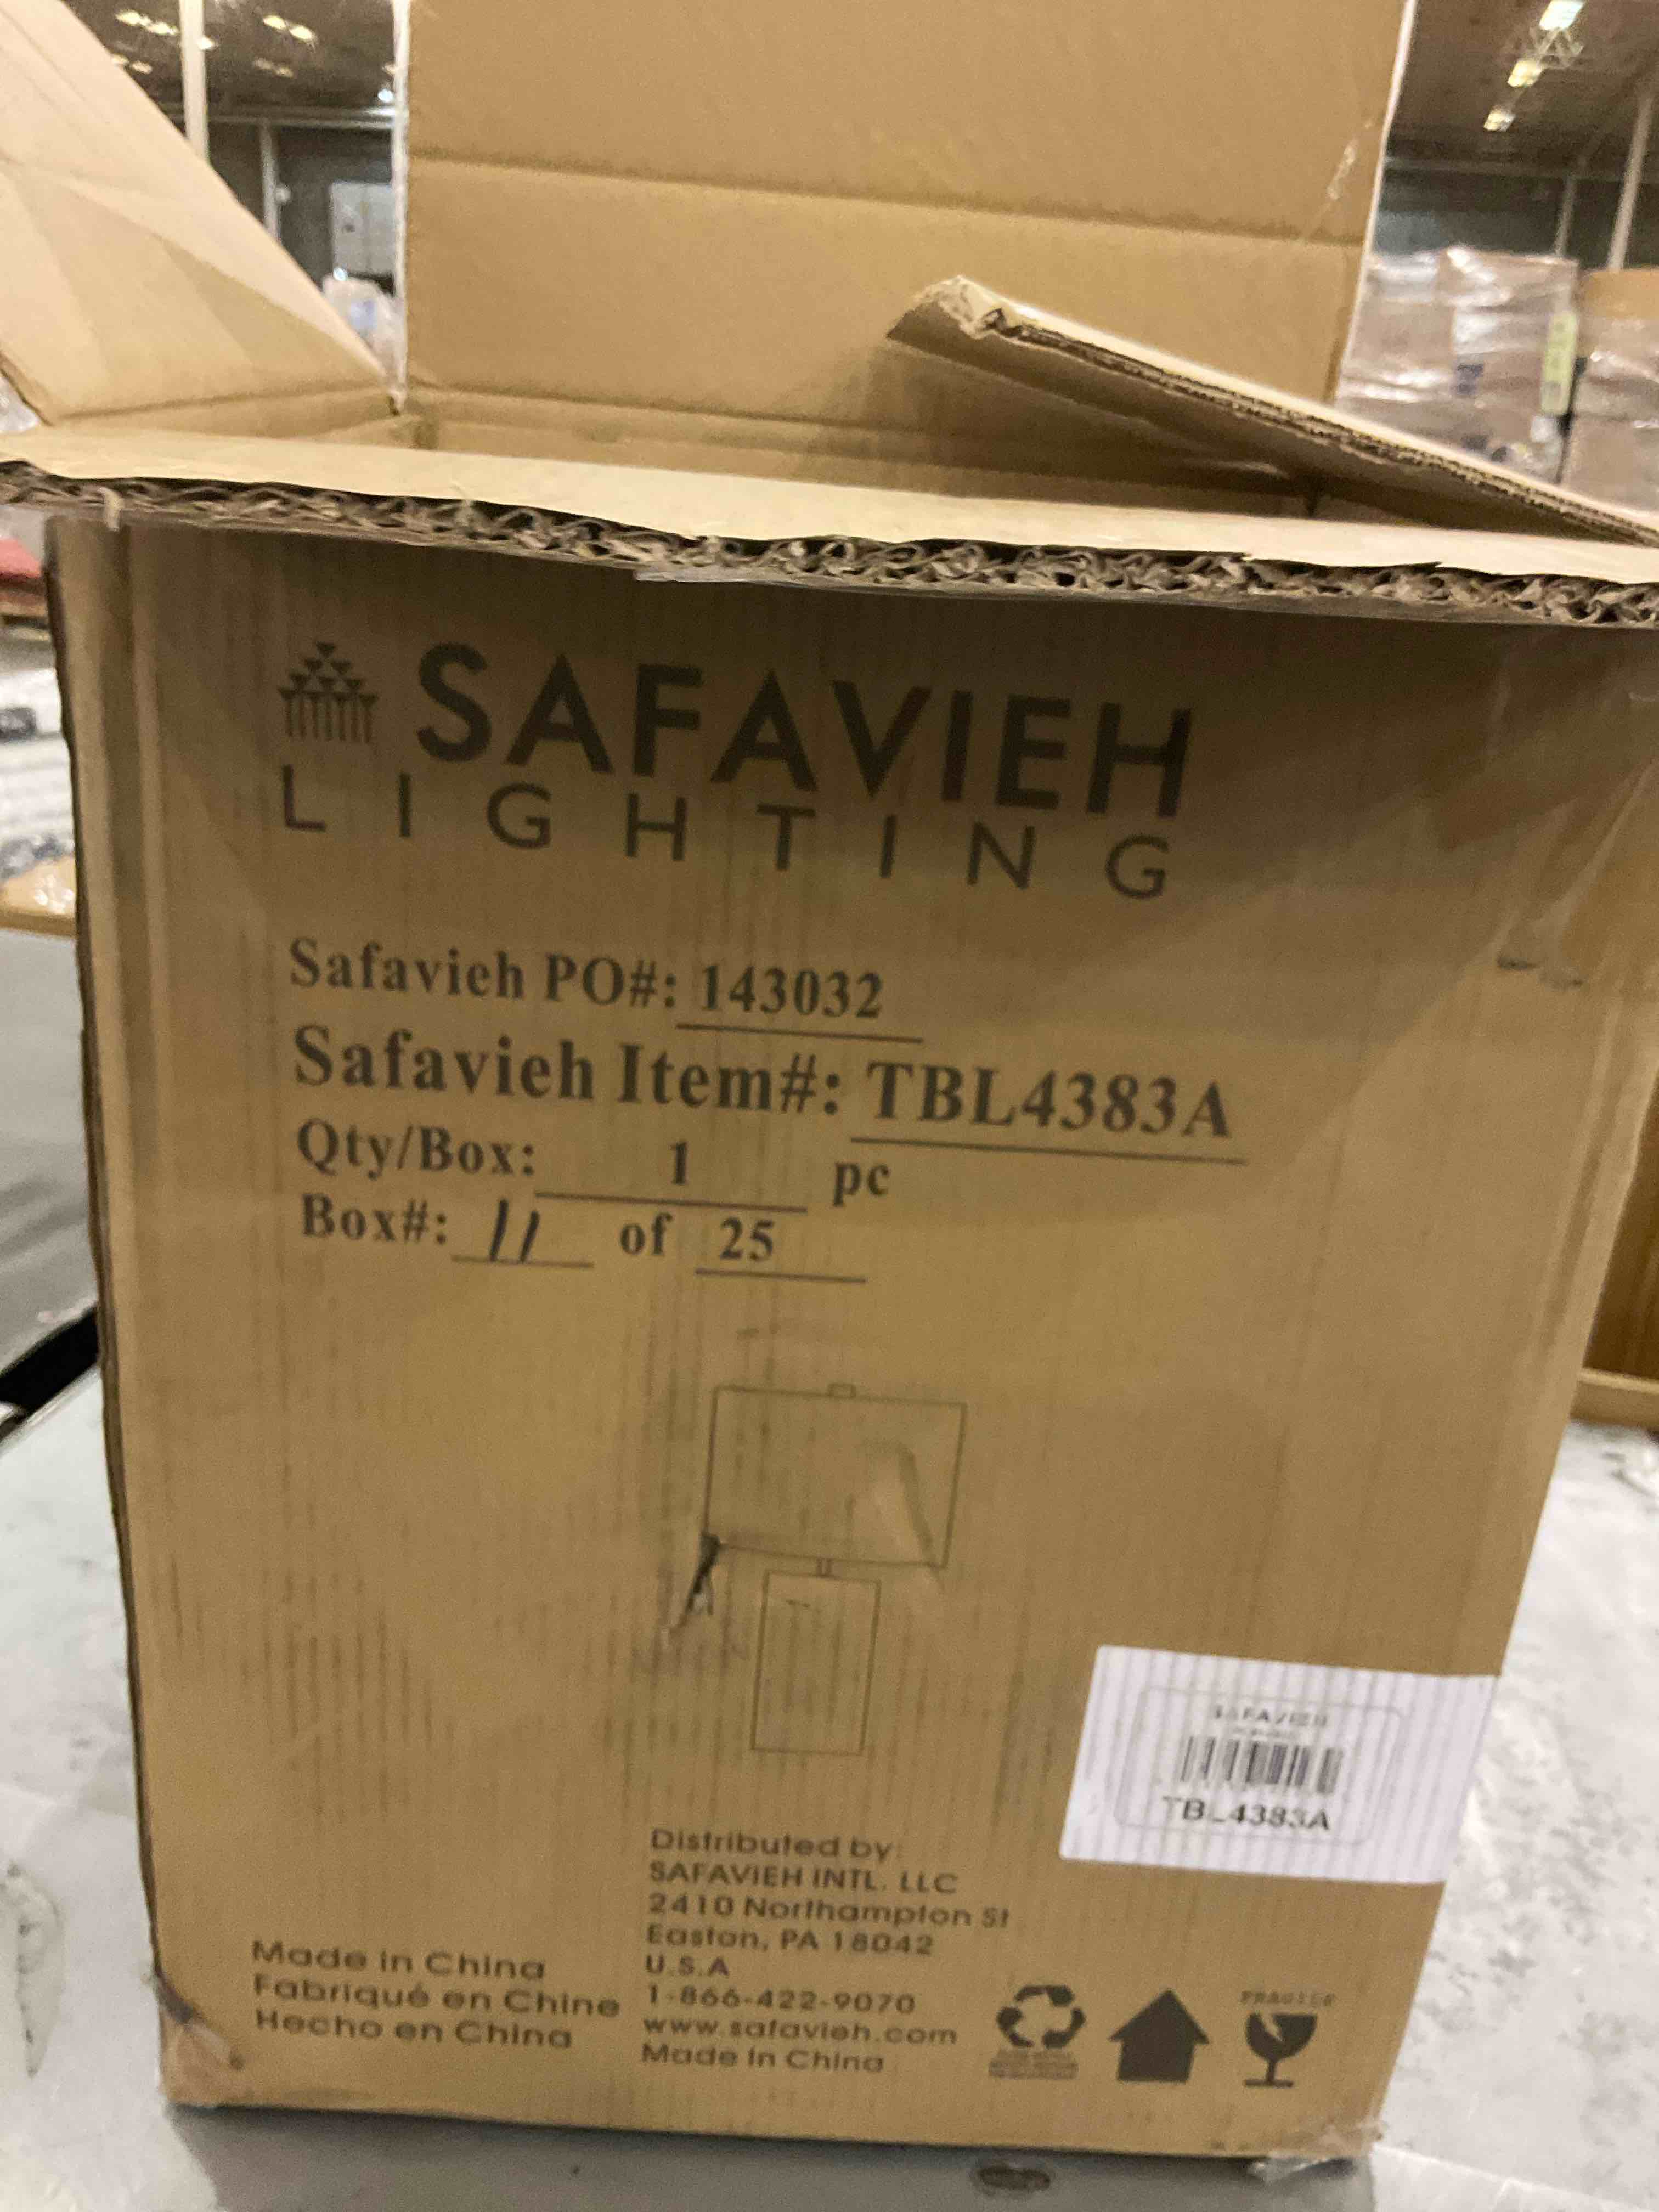 SAFAVIEH
LIGHTING
Safavieh PO#: 143032
Safavieh Item#: TBL4383A
Qty/Box: 1 pc
Box#: 11 of 25
SAFAVIEH
TBL4383A
Distributed by:
SAFAVIEH INTL. LLC
2410 Northampton St
Easton, PA 18042
U.S.A
1-866-422-9070
www.safavieh.com
Made in China
Made in China
Fabriqué en Chine
Hecho en China
FRAGILE